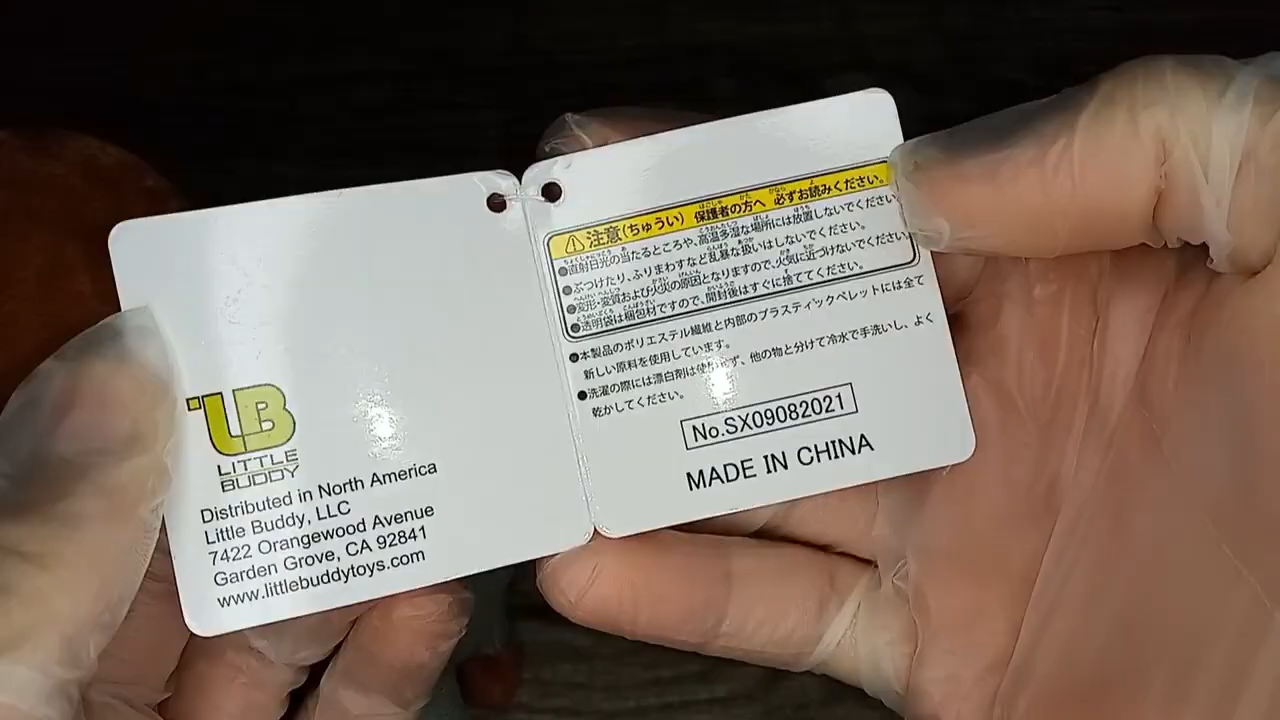 LB
LITTLE
BUDDY
Distributed in North America
Little Buddy, LLC
7422 Orangewood Avenue
Garden Grove, CA 92841
www.littlebuddytoys.com
注意(ちゅうい) 保護者の方へ 必ずお読みください。
●直射日光の当たるところや、高温多湿な場所には放置しないでください。
●ぶつけたり、ふりまわすなど乱暴な扱いはしないでください。
●変形・変質および火災の原因となりますので、火気に近づけないでください。
●透明袋は梱包材ですので、開封後はすぐに捨ててください。
●本製品のポリエステル繊維と内部のプラスティックペレットには全て
新しい原料を使用しています。
●洗濯の際には漂白剤は使わず、他の物と分けて冷水で手洗いし、よく
乾かしてください。
No.SX09082021
MADE IN CHINA